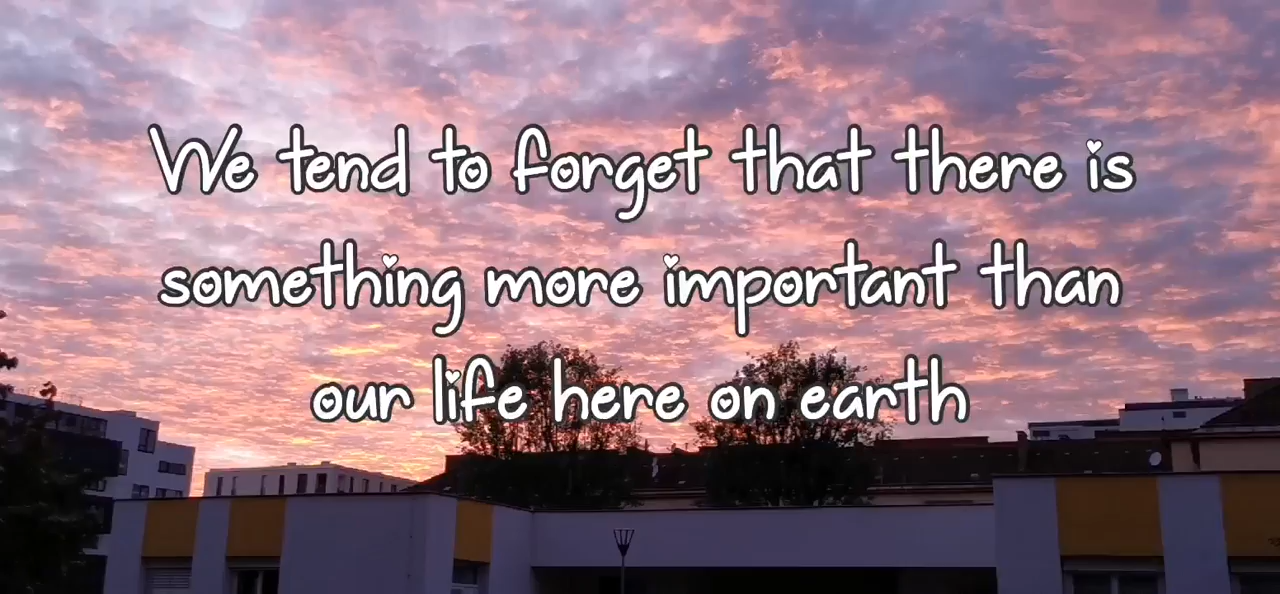 We tend to forget that there is
something more important than
our life here on earth